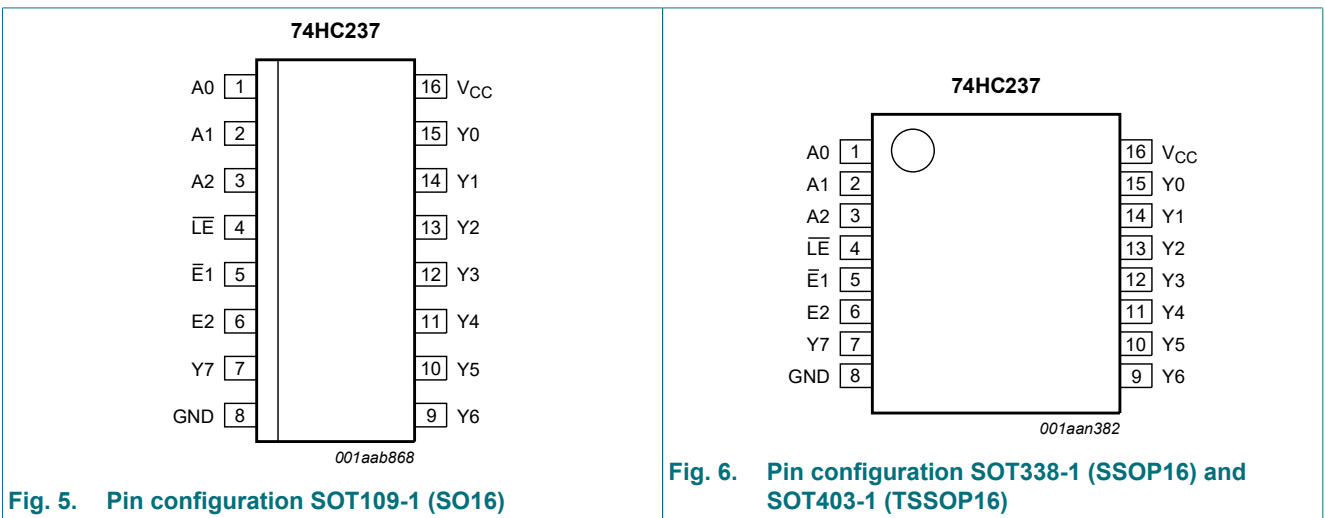 74HC237
A0 1 16 VCC
A1 2 15 Y0
A2 3 14 Y1
L̅E̅ 4 13 Y2
E̅1 5 12 Y3
E2 6 11 Y4
Y7 7 10 Y5
GND 8 9 Y6
001aab868
Fig. 5. Pin configuration SOT109-1 (SO16)
74HC237
A0 1 16 VCC
A1 2 15 Y0
A2 3 14 Y1
L̅E̅ 4 13 Y2
E̅1 5 12 Y3
E2 6 11 Y4
Y7 7 10 Y5
GND 8 9 Y6
001aan382
Fig. 6. Pin configuration SOT338-1 (SSOP16) and
SOT403-1 (TSSOP16)